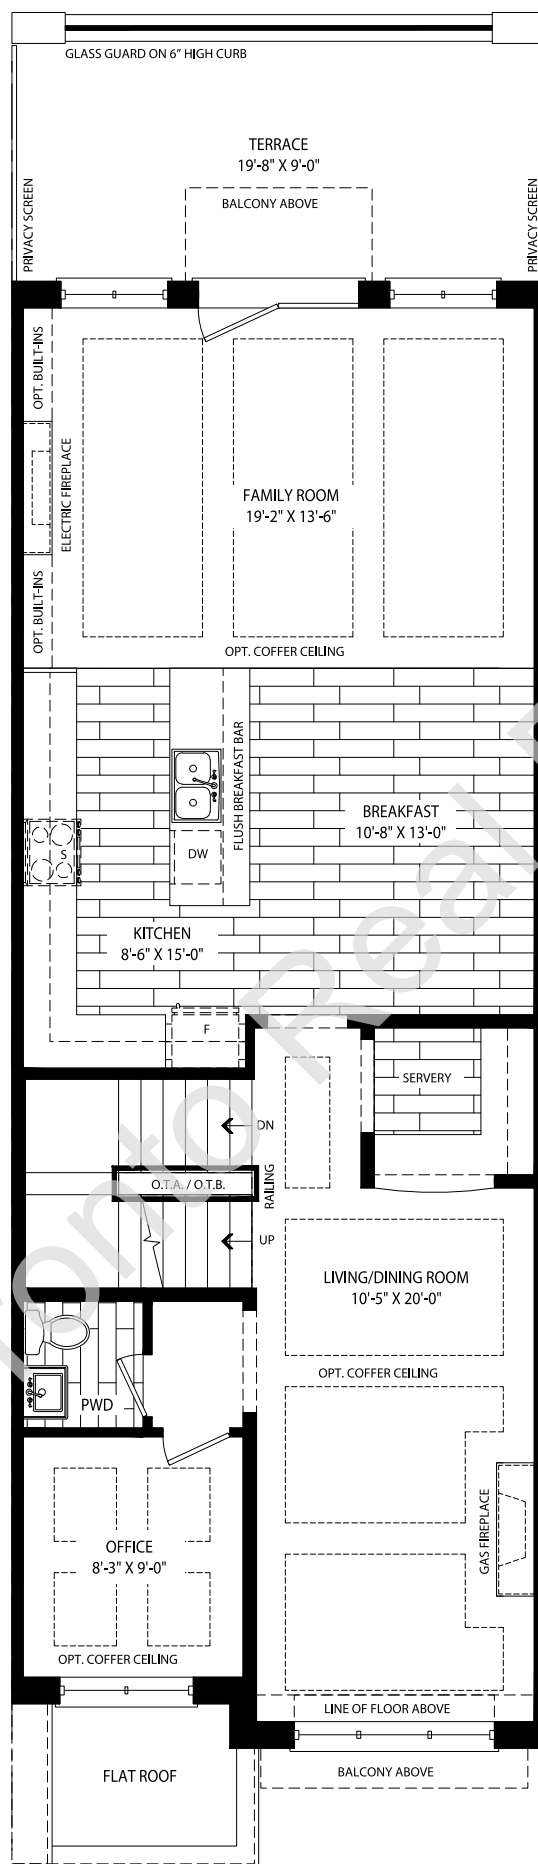 GLASS GUARD ON 6" HIGH CURB
TERRACE
19'-8" X 9'-0"
BALCONY ABOVE
PRIVACY SCREEN
PRIVACY SCREEN
OPT. BUILT-INS
ELECTRIC FIREPLACE
FAMILY ROOM
19'-2" X 13'-6"
OPT. BUILT-INS
OPT. COFFER CEILING
FLUSH BREAKFAST BAR
BREAKFAST
10'-8" X 13'-0"
S
DW
KITCHEN
8'-6" X 15'-0"
F
SERVERY
DN
RAILING
O.T.A. / O.T.B.
UP
LIVING/DINING ROOM
10'-5" X 20'-0"
OPT. COFFER CEILING
PWD
GAS FIREPLACE
OFFICE
8'-3" X 9'-0"
OPT. COFFER CEILING
LINE OF FLOOR ABOVE
BALCONY ABOVE
FLAT ROOF
ronto Real